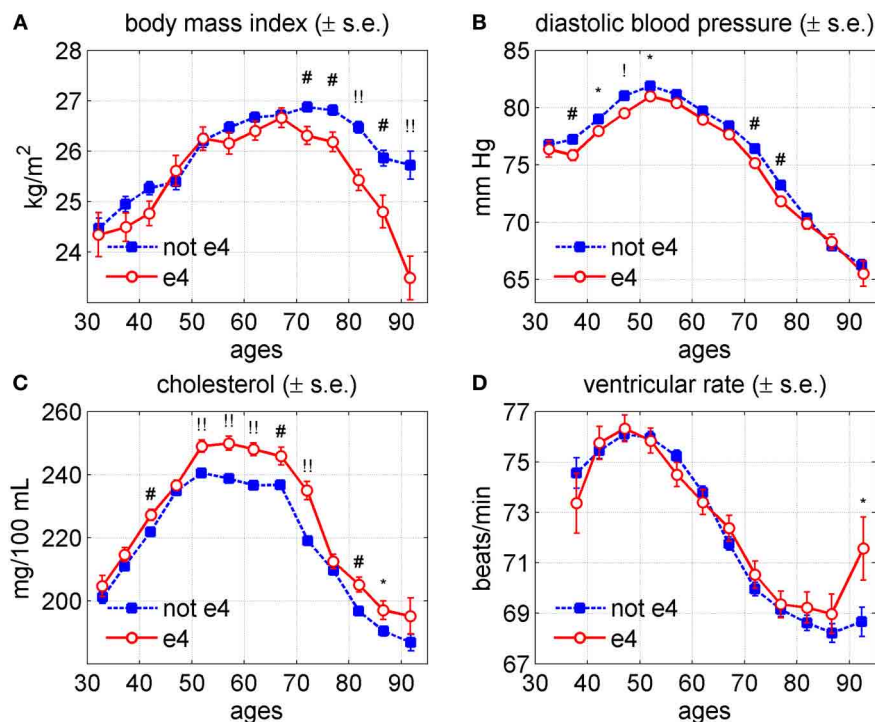 A body mass index (± s.e.)
28
27
26
25
24
kg/m²
# # !! # !!
not e4
e4
30 40 50 60 70 80 90
ages
B diastolic blood pressure (± s.e.)
85
80
75
70
65
mm Hg
# * ! * # #
not e4
e4
30 40 50 60 70 80 90
ages
C cholesterol (± s.e.)
260
240
220
200
mg/100 mL
# !! !! !! # !! # *
not e4
e4
30 40 50 60 70 80 90
ages
D ventricular rate (± s.e.)
77
75
73
71
69
67
beats/min
*
not e4
e4
30 40 50 60 70 80 90
ages